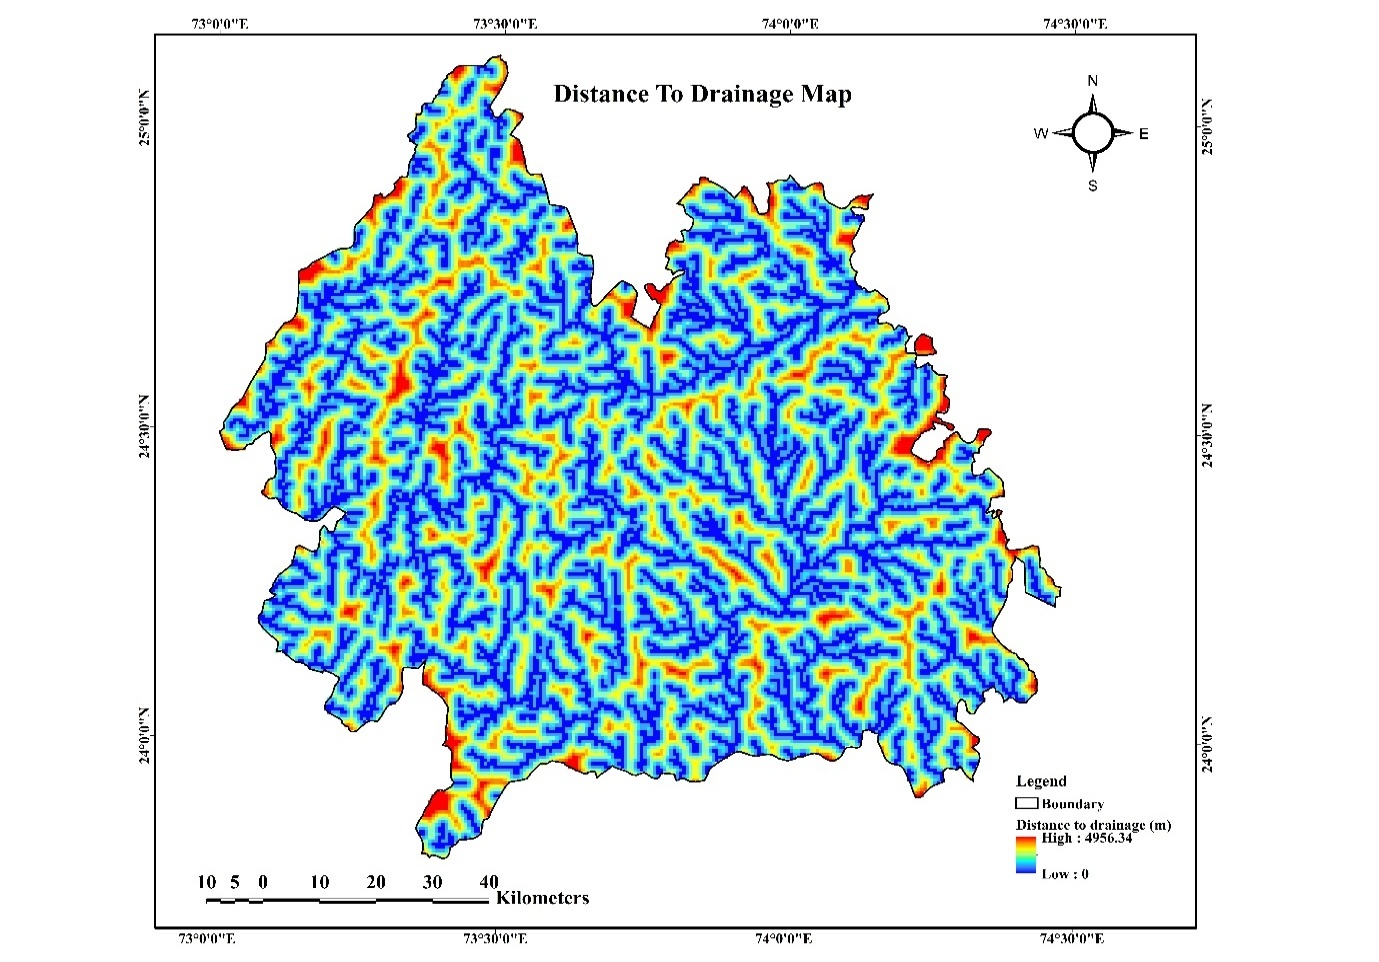 73°0'0"E 73°30'0"E 74°0'0"E 74°30'0"E
Distance To Drainage Map
N
W E
S
25°0'0"N 25°0'0"N
24°30'0"N 24°30'0"N
24°0'0"N 24°0'0"N
Legend
Boundary
Distance to drainage (m)
High : 4956.34
Low : 0
10 5 0 10 20 30 40
Kilometers
73°0'0"E 73°30'0"E 74°0'0"E 74°30'0"E